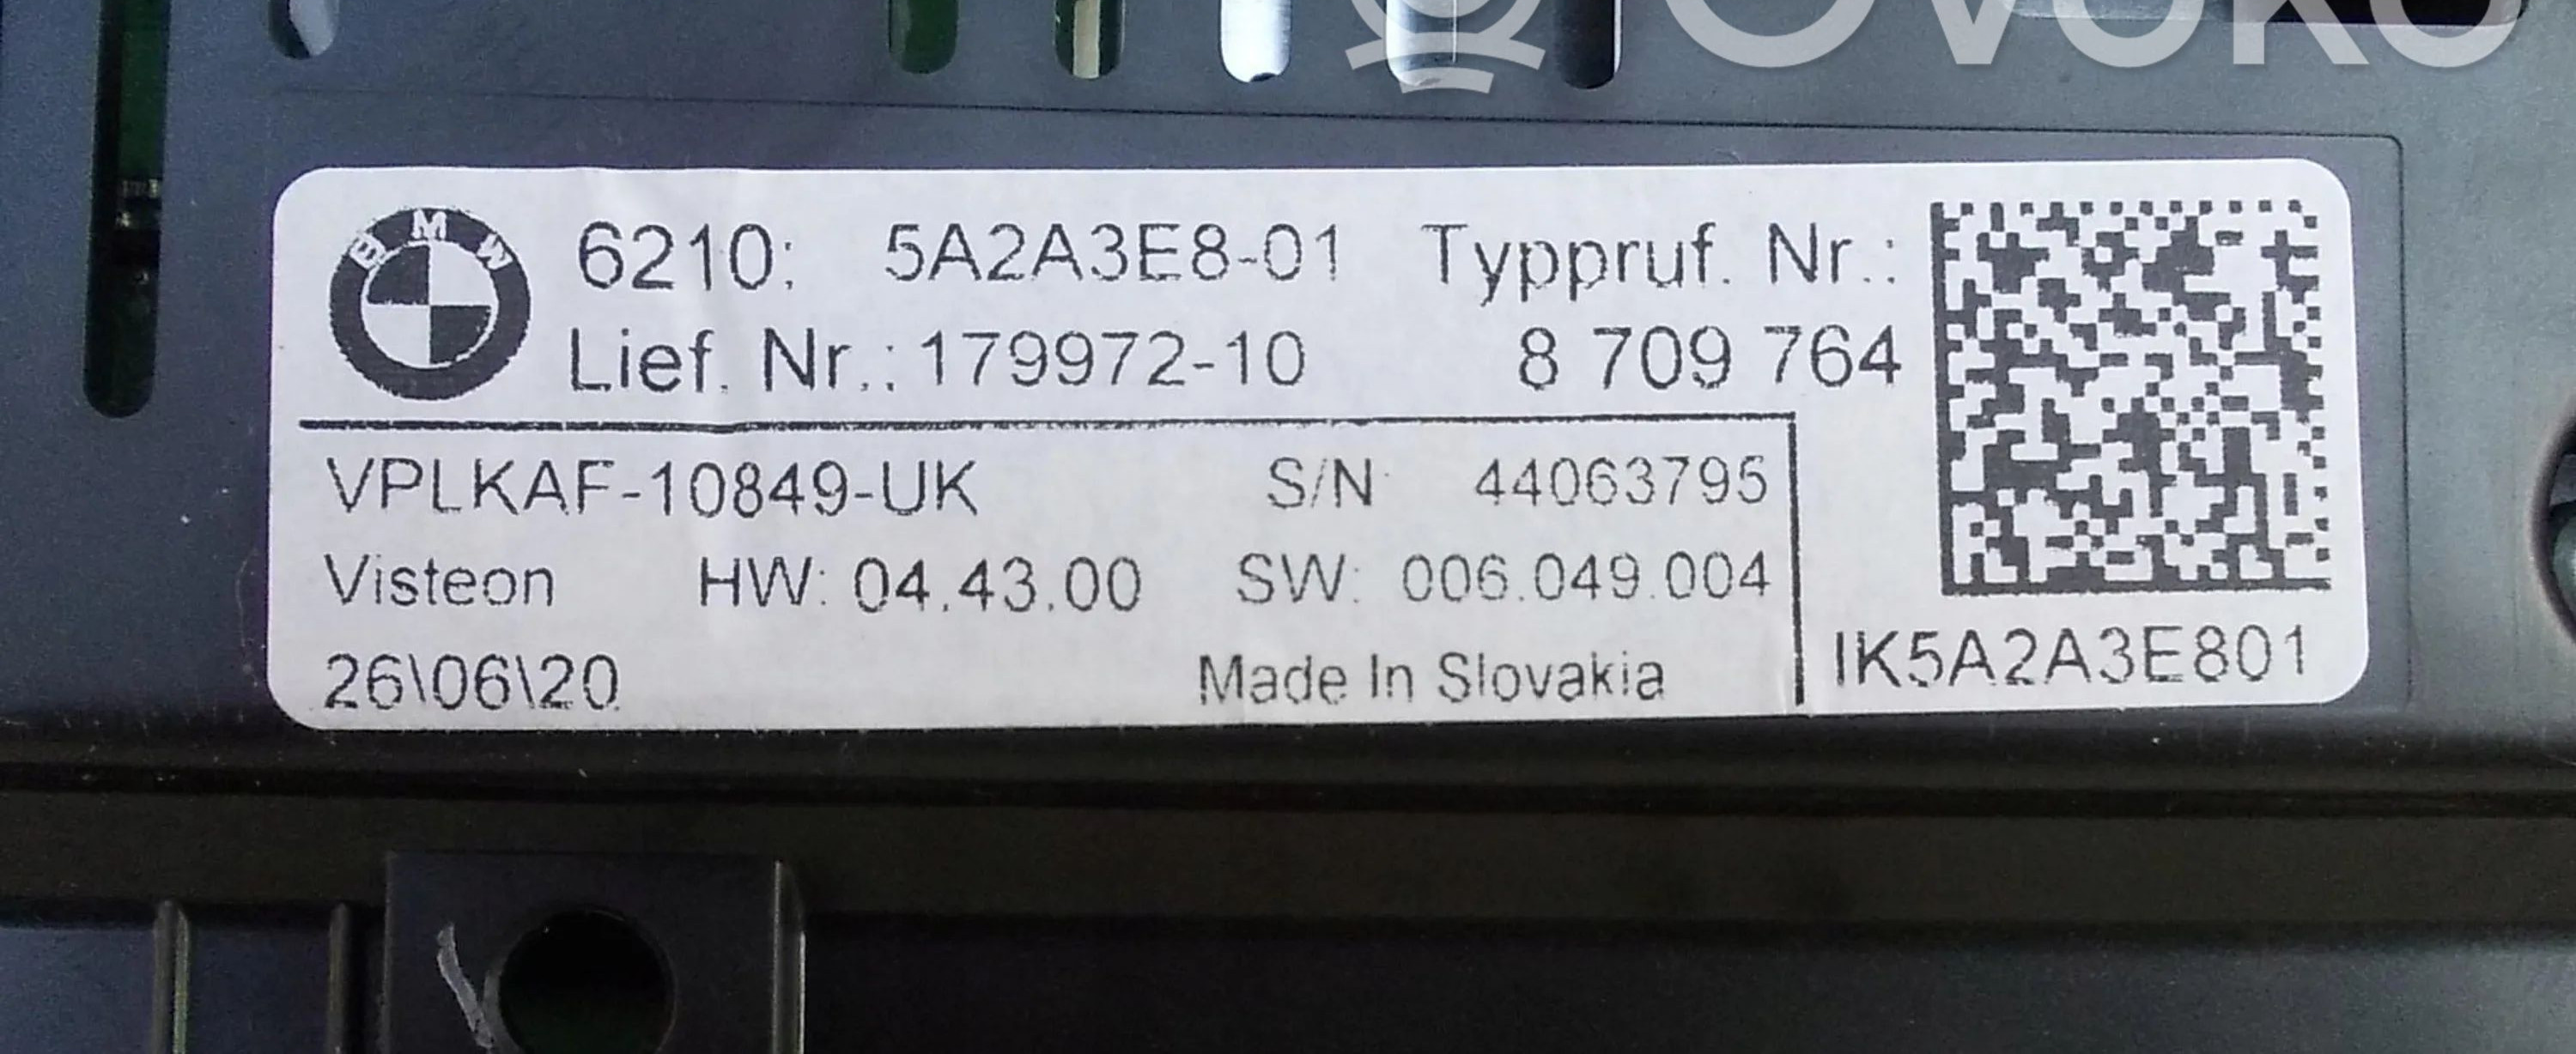 OVOKO
BMW
6210: 5A2A3E8-01 Typpruf. Nr.:
Lief. Nr.:179972-10 8 709 764
VPLKAF-10849-UK S/N 44063795
Visteon HW: 04.43.00 SW: 006.049.004
26\06\20 Made In Slovakia
IK5A2A3E801